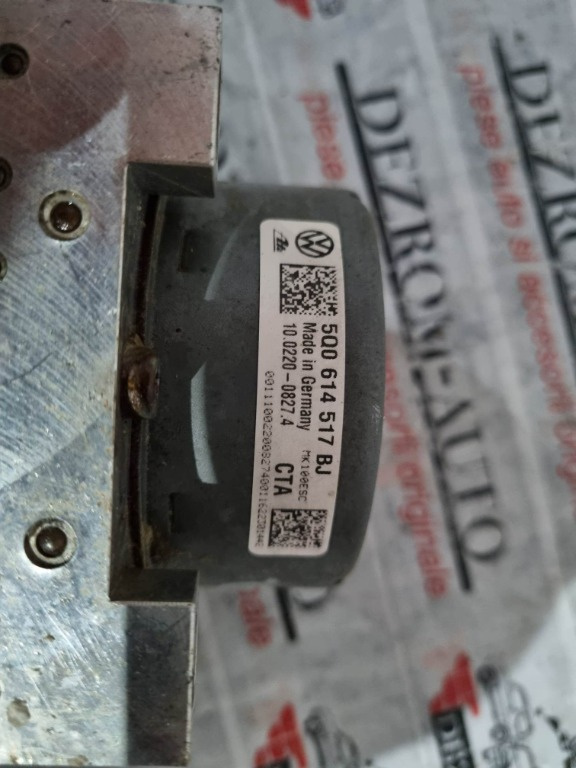 5Q0 614 517 BJ
Made in Germany
MK100ESC
10.0220-0827.4
CTA
DEZROM-AUTO
piese auto si accesorii originale